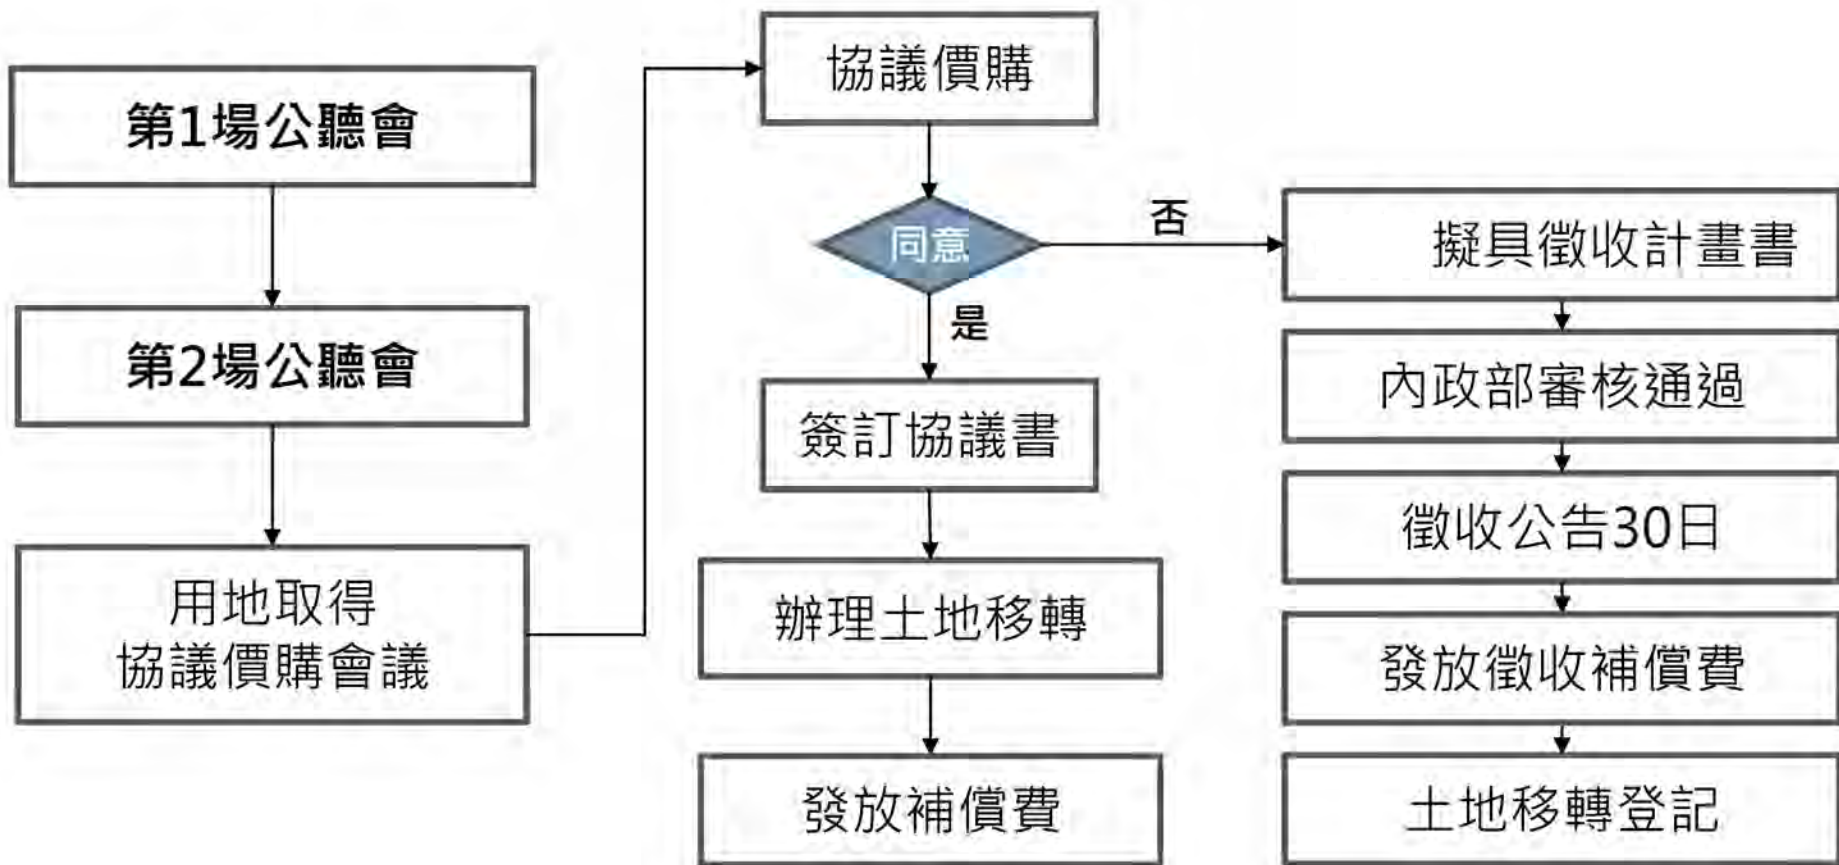 第1場公聽會
第2場公聽會
用地取得
協議價購會議
協議價購
同意
否
是
簽訂協議書
辦理土地移轉
發放補償費
擬具徵收計畫書
內政部審核通過
徵收公告30日
發放徵收補償費
土地移轉登記